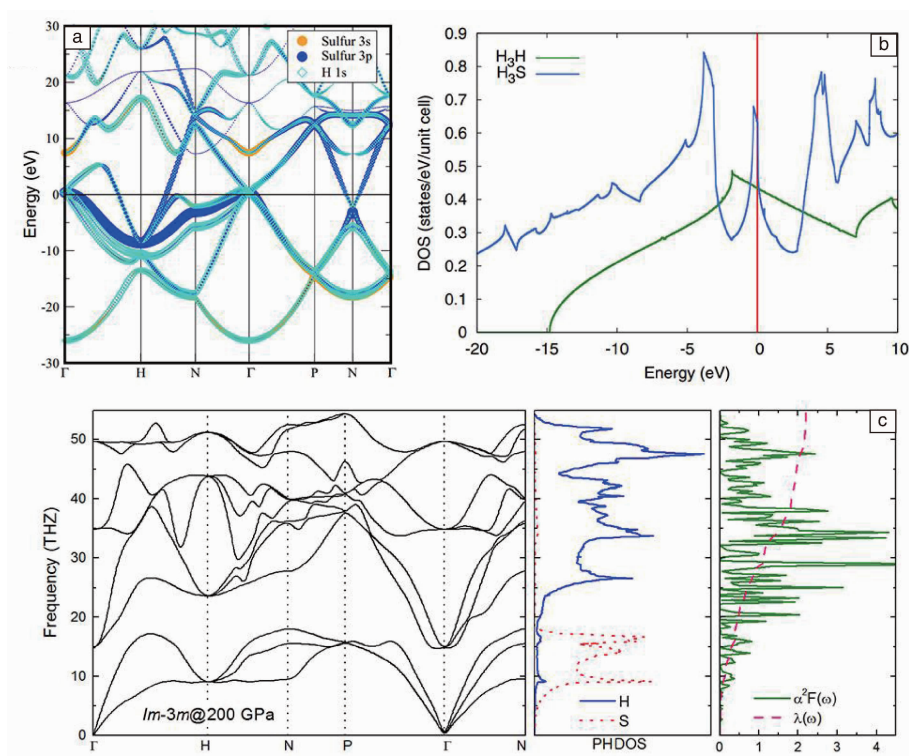 a
30
20
10
0
-10
-20
-30
Energy (eV)
Sulfur 3s
Sulfur 3p
H 1s
Γ H N Γ P N Γ
b
0.9
0.8
0.7
0.6
0.5
0.4
0.3
0.2
0.1
0
DOS (states/eV/unit cell)
H₃H
H₃S
-20 -15 -10 -5 0 5 10
Energy (eV)
c
50
40
30
20
10
0
Frequency (THZ)
Im-3m@200 GPa
Γ H N P Γ N
H
S
PHDOS
α²F(ω)
λ(ω)
0 1 2 3 4